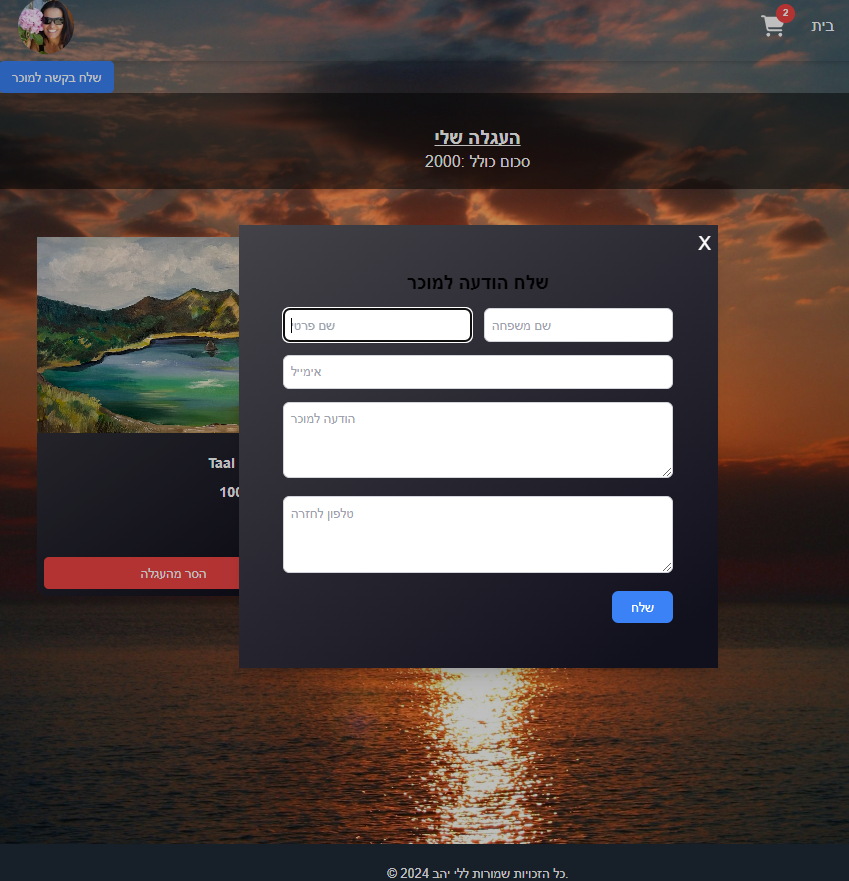 בית
2
שלח בקשה למוכר
העגלה שלי
סכום כולל :2000
X
שלח הודעה למוכר
שם פרטי
שם משפחה
אימייל
הודעה למוכר
טלפון לחזרה
שלח
Taal
100
הסר מהעגלה
© 2024 כל הזכויות שמורות ללי יהב.